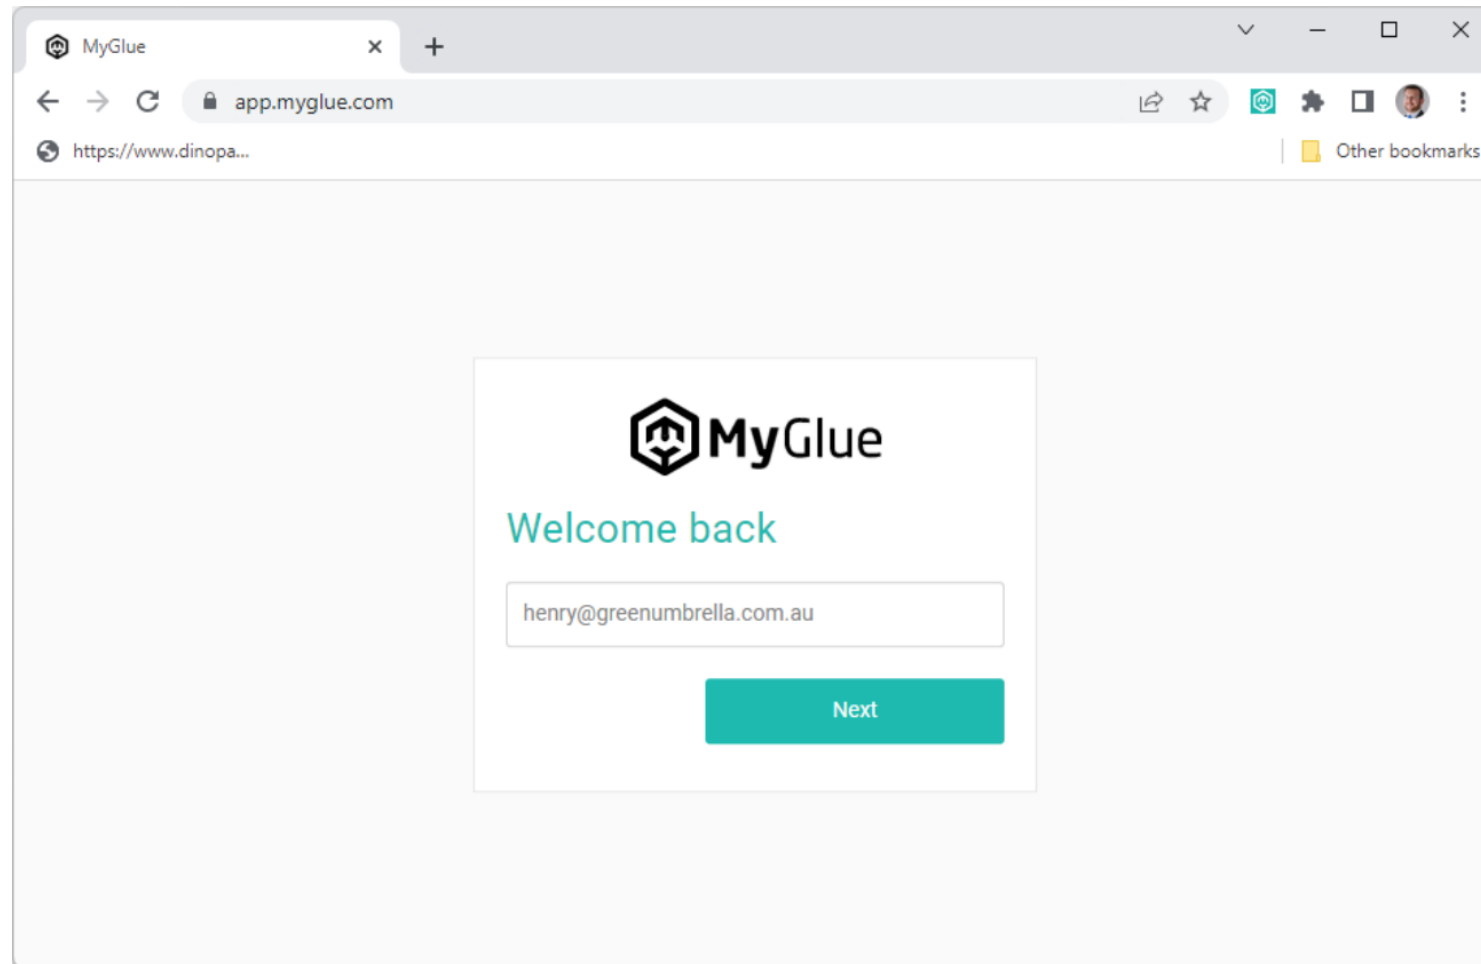 MyGlue
app.myglue.com
https://www.dinopa...
Other bookmarks
MyGlue
Welcome back
henry@greenumbrella.com.au
Next